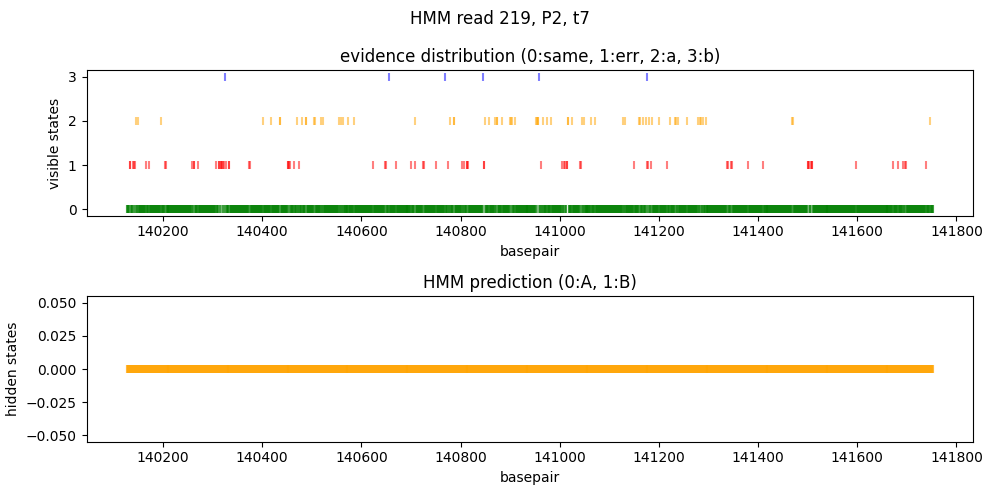 HMM read 219, P2, t7
evidence distribution (0:same, 1:err, 2:a, 3:b)
visible states
3
2
1
0
140200 140400 140600 140800 141000 141200 141400 141600 141800
basepair
HMM prediction (0:A, 1:B)
hidden states
0.050
0.025
0.000
−0.025
−0.050
140200 140400 140600 140800 141000 141200 141400 141600 141800
basepair